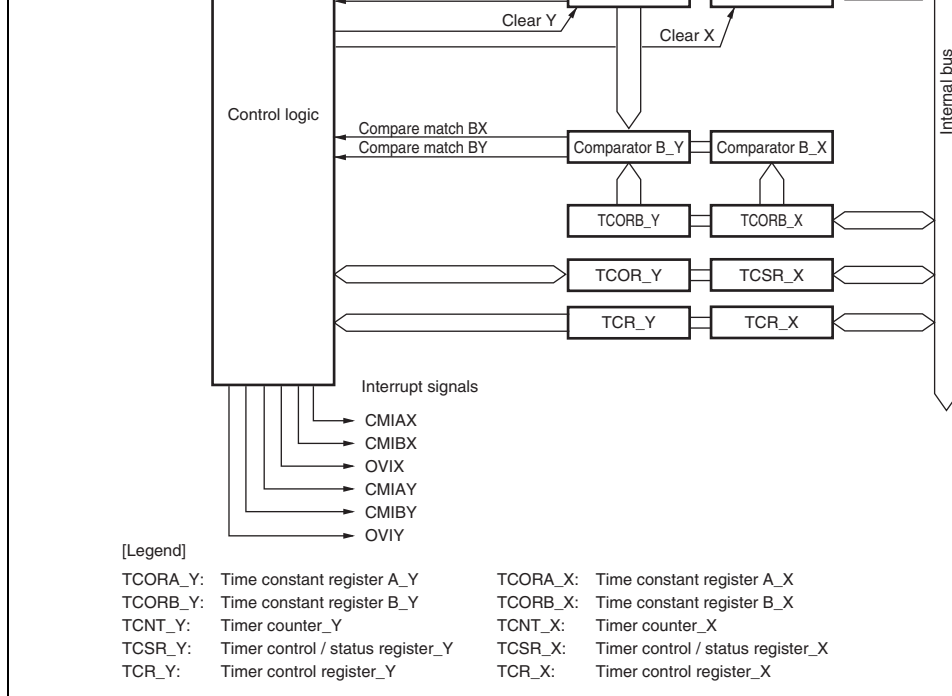 Clear Y
Clear X
Internal bus
Control logic
Compare match BX
Compare match BY
Comparator B_Y
Comparator B_X
TCORB_Y
TCORB_X
TCOR_Y
TCSR_X
TCR_Y
TCR_X
Interrupt signals
CMIAX
CMIBX
OVIX
CMIAY
CMIBY
OVIY
[Legend]
TCORA_Y: Time constant register A_Y
TCORA_X: Time constant register A_X
TCORB_Y: Time constant register B_Y
TCORB_X: Time constant register B_X
TCNT_Y: Timer counter_Y
TCNT_X: Timer counter_X
TCSR_Y: Timer control / status register_Y
TCSR_X: Timer control / status register_X
TCR_Y: Timer control register_Y
TCR_X: Timer control register_X